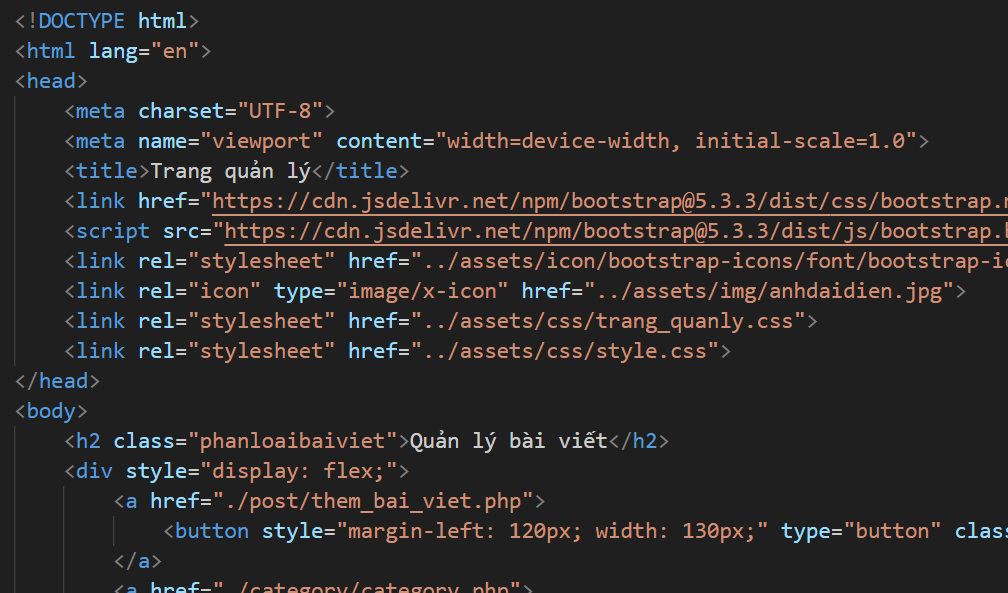 <!DOCTYPE html>
<html lang="en">
<head>
<meta charset="UTF-8">
<meta name="viewport" content="width=device-width, initial-scale=1.0">
<title>Trang quản lý</title>
<link href="https://cdn.jsdelivr.net/npm/bootstrap@5.3.3/dist/css/bootstrap.
<script src="https://cdn.jsdelivr.net/npm/bootstrap@5.3.3/dist/js/bootstrap.
<link rel="stylesheet" href="../assets/icon/bootstrap-icons/font/bootstrap-ic
<link rel="icon" type="image/x-icon" href="../assets/img/anhdaidien.jpg">
<link rel="stylesheet" href="../assets/css/trang_quanly.css">
<link rel="stylesheet" href="../assets/css/style.css">
</head>
<body>
<h2 class="phanloaibaiviet">Quản lý bài viết</h2>
<div style="display: flex;">
<a href="./post/them_bai_viet.php">
<button style="margin-left: 120px; width: 130px;" type="button" clas
</a>
<a href="./category/category.php">